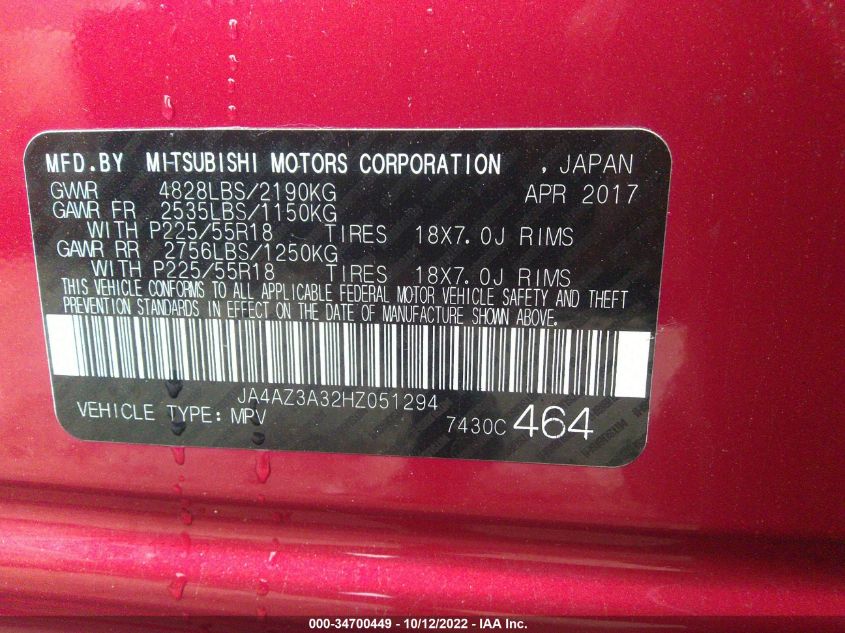 MFD.BY MITSUBISHI MOTORS CORPORATION , JAPAN
GVWR 4828LBS/2190KG APR 2017
GAWR FR 2535LBS/1150KG
WITH P225/55R18 TIRES 18X7.0J RIMS
GAWR RR 2756LBS/1250KG
WITH P225/55R18 TIRES 18X7.0J RIMS
THIS VEHICLE CONFORMS TO ALL APPLICABLE FEDERAL MOTOR VEHICLE SAFETY AND THEFT
PREVENTION STANDARDS IN EFFECT ON THE DATE OF MANUFACTURE SHOWN ABOVE.
JA4AZ3A32HZ051294
VEHICLE TYPE: MPV 7430C 464
000-34700449 - 10/12/2022 - IAA Inc.